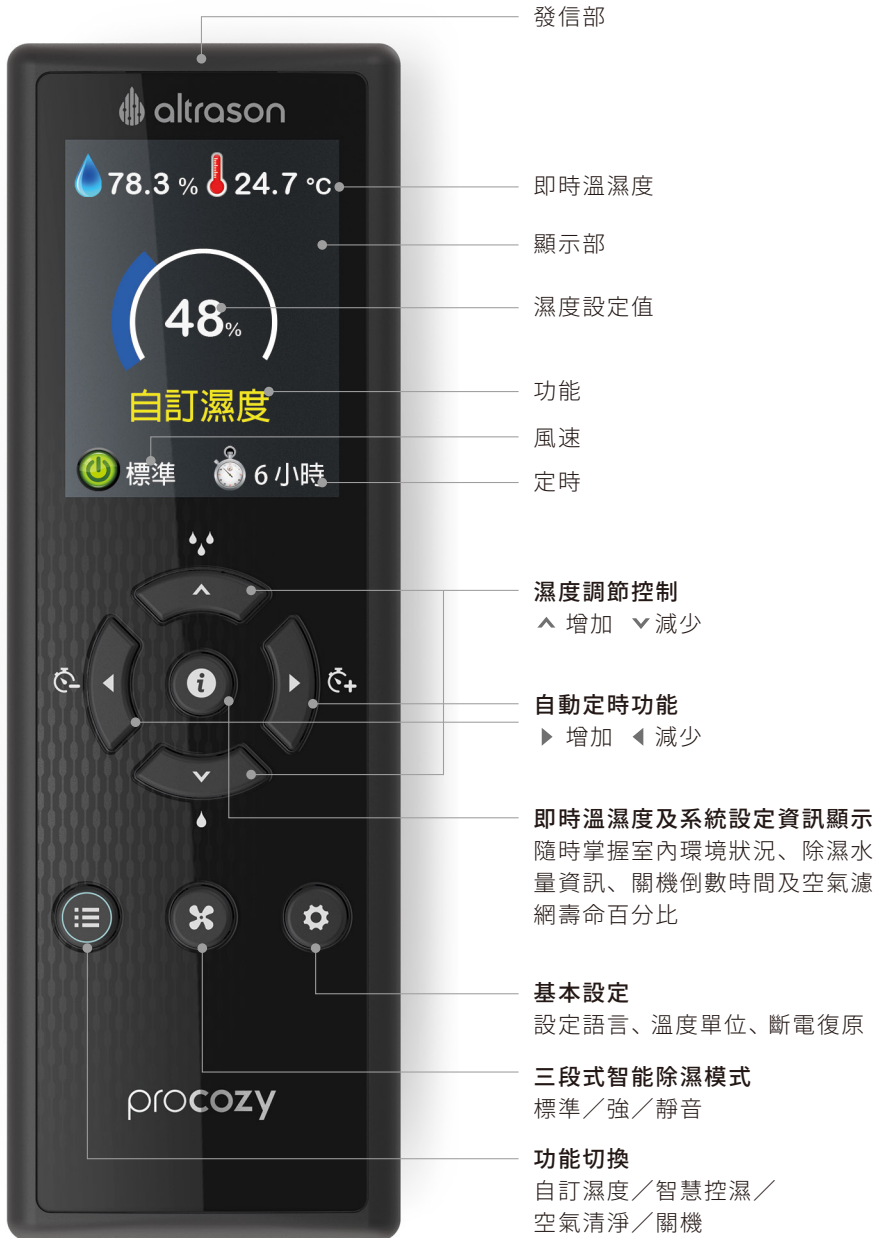 發信部
altrason
78.3 % 24.7 °C
即時溫濕度
顯示部
48%
濕度設定值
自訂濕度
功能
標準 6 小時
風速
定時
濕度調節控制
^ 增加 v 減少
自動定時功能
▶ 增加 ◀ 減少
i
即時溫濕度及系統設定資訊顯示
隨時掌握室內環境狀況、除濕水
量資訊、關機倒數時間及空氣濾
網壽命百分比
基本設定
設定語言、溫度單位、斷電復原
三段式智能除濕模式
標準／強／靜音
procozy
功能切換
自訂濕度／智慧控濕／
空氣清淨／關機